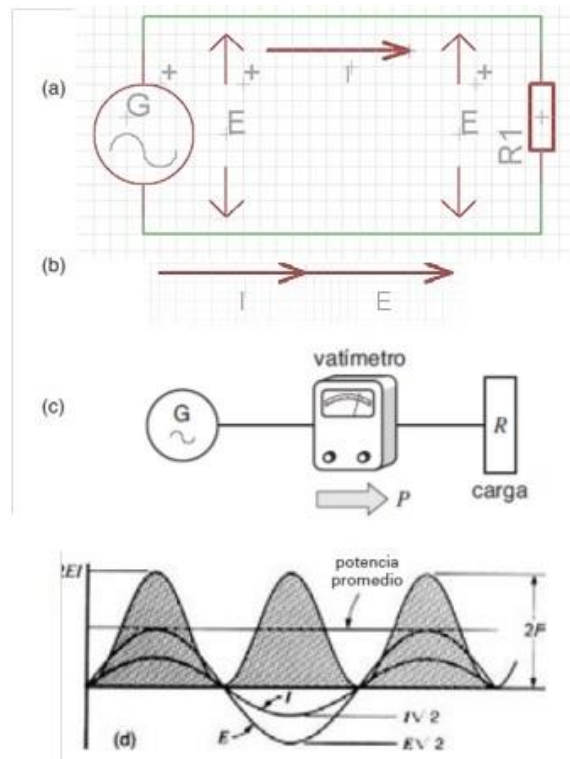 (a)
G
+
E
+
I
E
+
R1
(b)
I
E
vatímetro
(c)
G
R
P
carga
potencia
promedio
2EI
2P
I
I√2
E
E√2
(d)